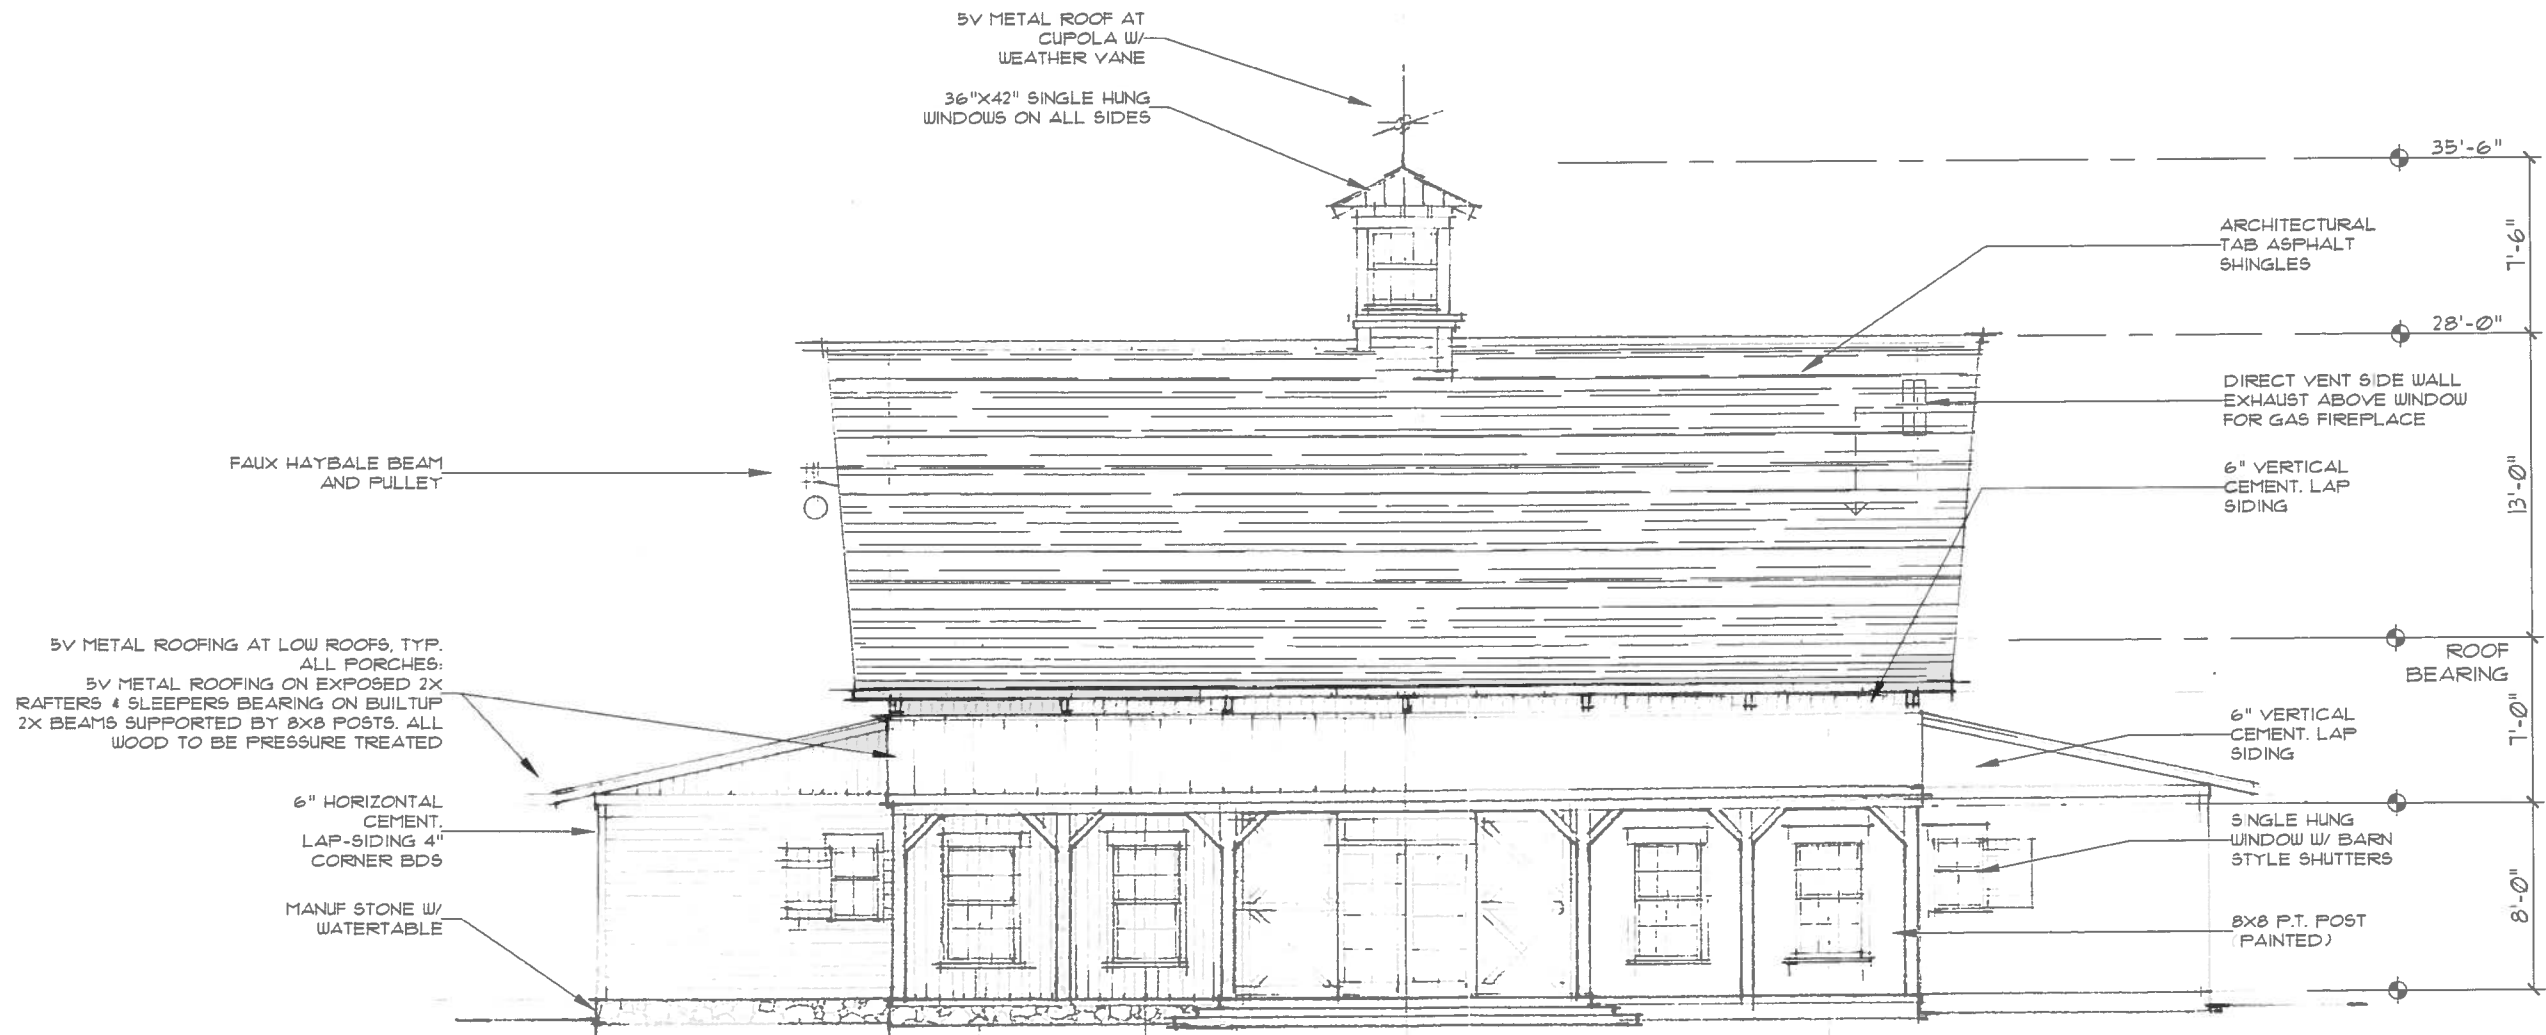 5V METAL ROOF AT
CUPOLA W/
WEATHER VANE
36"X42" SINGLE HUNG
WINDOWS ON ALL SIDES
FAUX HAYBALE BEAM
AND PULLEY
5V METAL ROOFING AT LOW ROOFS, TYP.
ALL PORCHES:
5V METAL ROOFING ON EXPOSED 2X
RAFTERS & SLEEPERS BEARING ON BUILTUP
2X BEAMS SUPPORTED BY 8X8 POSTS. ALL
WOOD TO BE PRESSURE TREATED
6" HORIZONTAL
CEMENT.
LAP-SIDING 4"
CORNER BDS
MANUF STONE W/
WATERTABLE
ARCHITECTURAL
TAB ASPHALT
SHINGLES
DIRECT VENT SIDE WALL
EXHAUST ABOVE WINDOW
FOR GAS FIREPLACE
6" VERTICAL
CEMENT. LAP
SIDING
6" VERTICAL
CEMENT. LAP
SIDING
SINGLE HUNG
WINDOW W/ BARN
STYLE SHUTTERS
8X8 P.T. POST
(PAINTED)
35'-6"
28'-0"
ROOF
BEARING
7'-6"
13'-0"
7'-0"
8'-0"